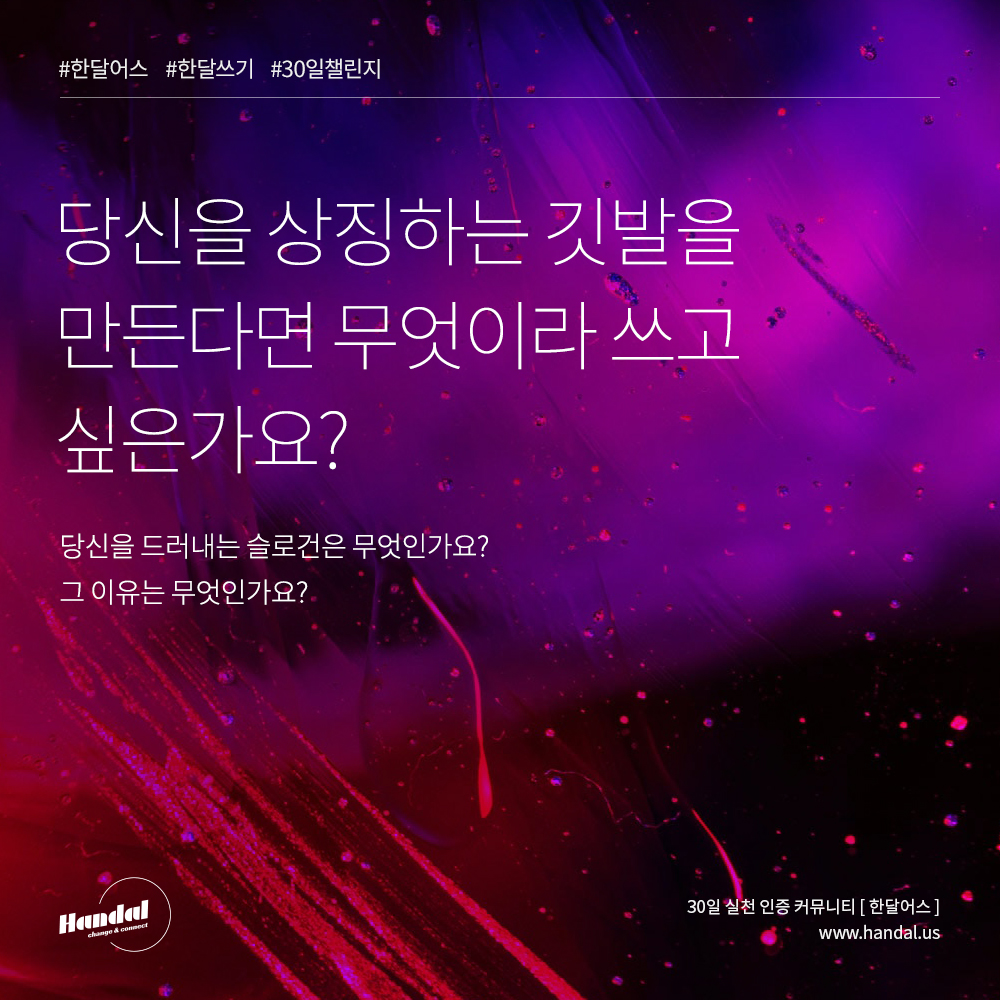 #한달어스 #한달쓰기 #30일챌린지
당신을 상징하는 깃발을
만든다면 무엇이라 쓰고
싶은가요?
당신을 드러내는 슬로건은 무엇인가요?
그 이유는 무엇인가요?
Handal
change & connect
30일 실천 인증 커뮤니티 [ 한달어스 ]
www.handal.us